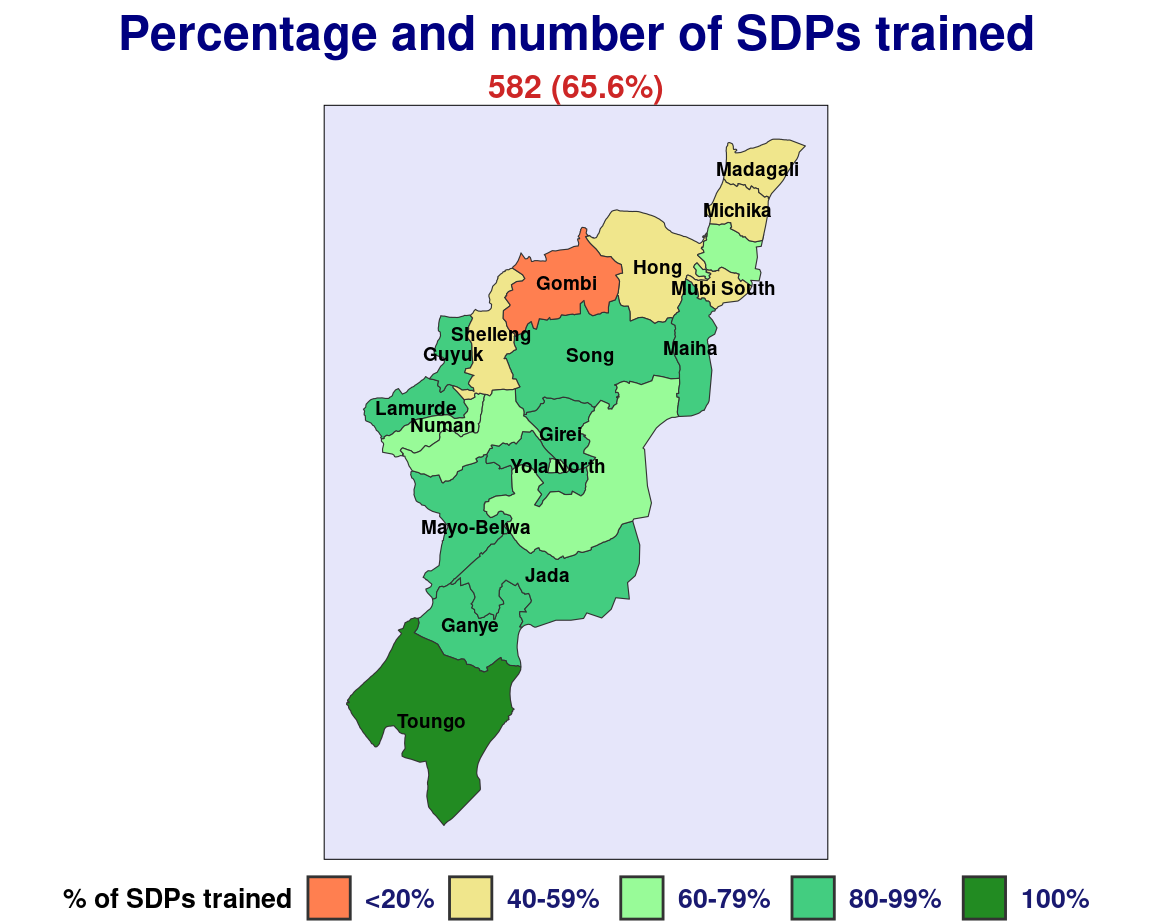 Percentage and number of SDPs trained
582 (65.6%)
Madagali
Michika
Hong
Gombi
Mubi South
Shelleng
Guyuk
Song
Maiha
Lamurde
Numan
Girei
Yola North
Mayo-Belwa
Jada
Ganye
Toungo
% of SDPs trained <20% 40-59% 60-79% 80-99% 100%